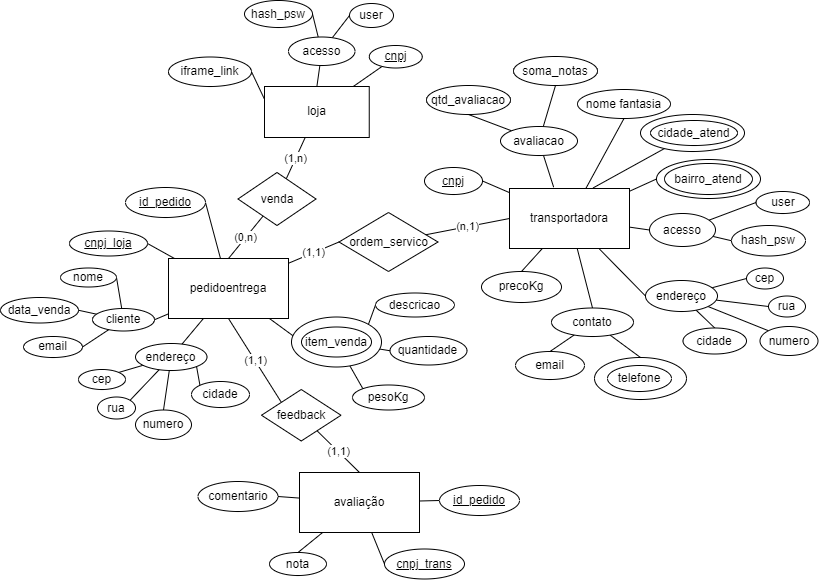 hash_psw
user
acesso
iframe_link
cnpj
loja
(1,n)
venda
(0,n)
soma_notas
qtd_avaliacao
nome fantasia
avaliacao
cidade_atend
bairro_atend
cnpj
transportadora
user
acesso
hash_psw
precoKg
endereço
cep
rua
numero
cidade
contato
email
telefone
(n,1)
ordem_servico
(1,1)
id_pedido
cnpj_loja
nome
pedidoentrega
data_venda
cliente
email
endereço
cep
rua
numero
cidade
descricao
item_venda
quantidade
pesoKg
(1,1)
feedback
(1,1)
comentario
avaliação
id_pedido
nota
cnpj_trans